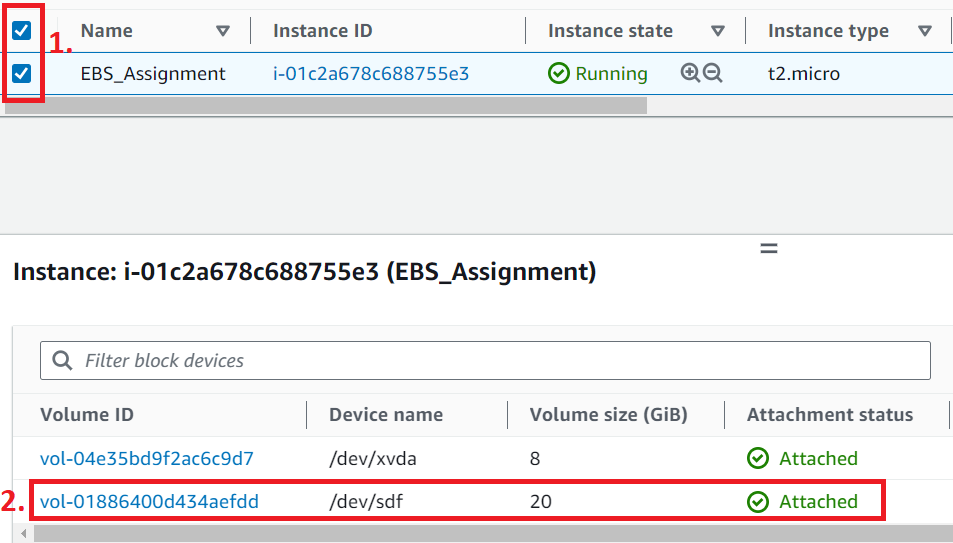 Name Instance ID Instance state Instance type
1.
EBS_Assignment i-01c2a678c688755e3 Running t2.micro
Instance: i-01c2a678c688755e3 (EBS_Assignment)
Filter block devices
Volume ID Device name Volume size (GiB) Attachment status
vol-04e35bd9f2ac6c9d7 /dev/xvda 8 Attached
2. vol-01886400d434aefdd /dev/sdf 20 Attached